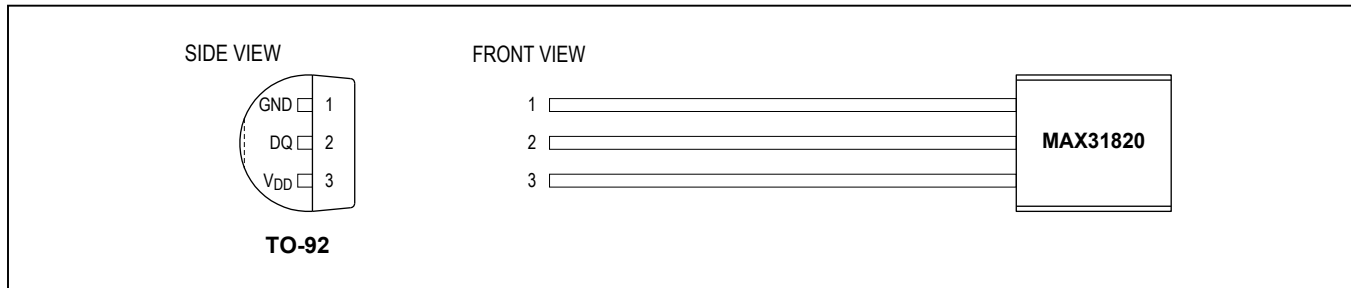 SIDE VIEW
FRONT VIEW
GND 1
DQ 2
VDD 3
TO-92
1
2
3
MAX31820